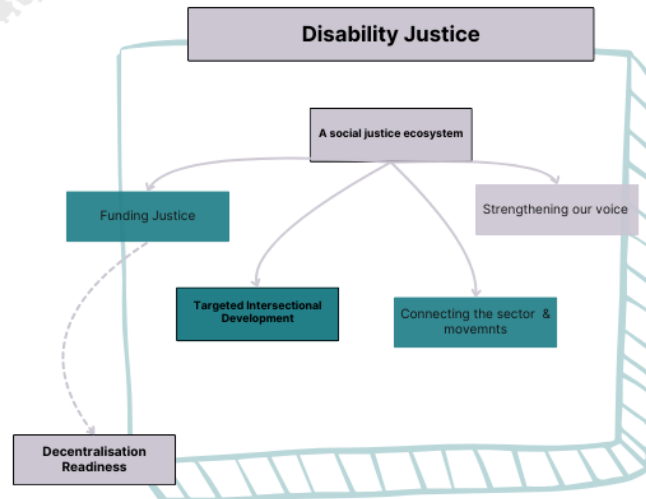 Disability Justice
A social justice ecosystem
Funding Justice
Strengthening our voice
Targeted Intersectional
Development
Connecting the sector &
movemnts
Decentralisation
Readiness